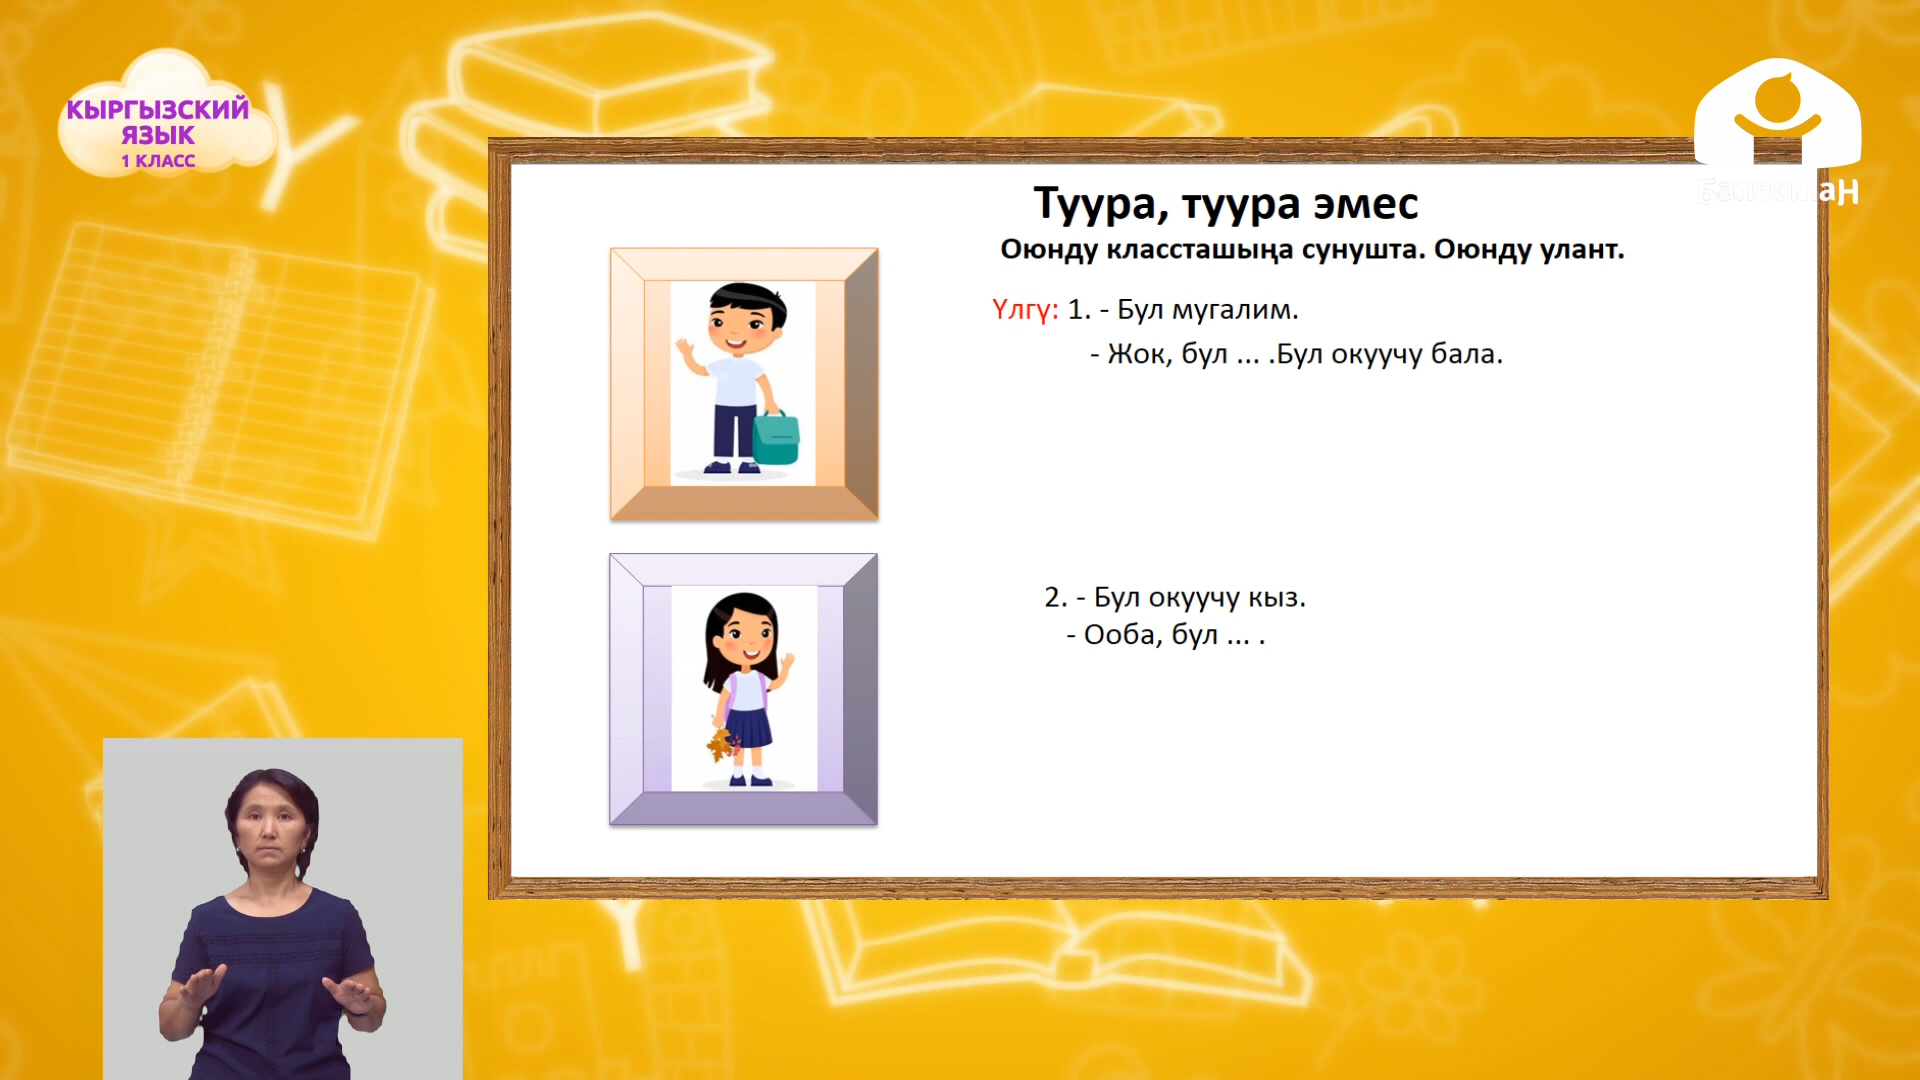 КЫРГЫЗСКИЙ
ЯЗЫК
1 КЛАСС
Баластан
Туура, туура эмес
Оюнду классташыңа сунушта. Оюнду улант.
Үлгү: 1. - Бул мугалим.
- Жок, бул ... .Бул окуучу бала.
2. - Бул окуучу кыз.
- Ооба, бул ... .